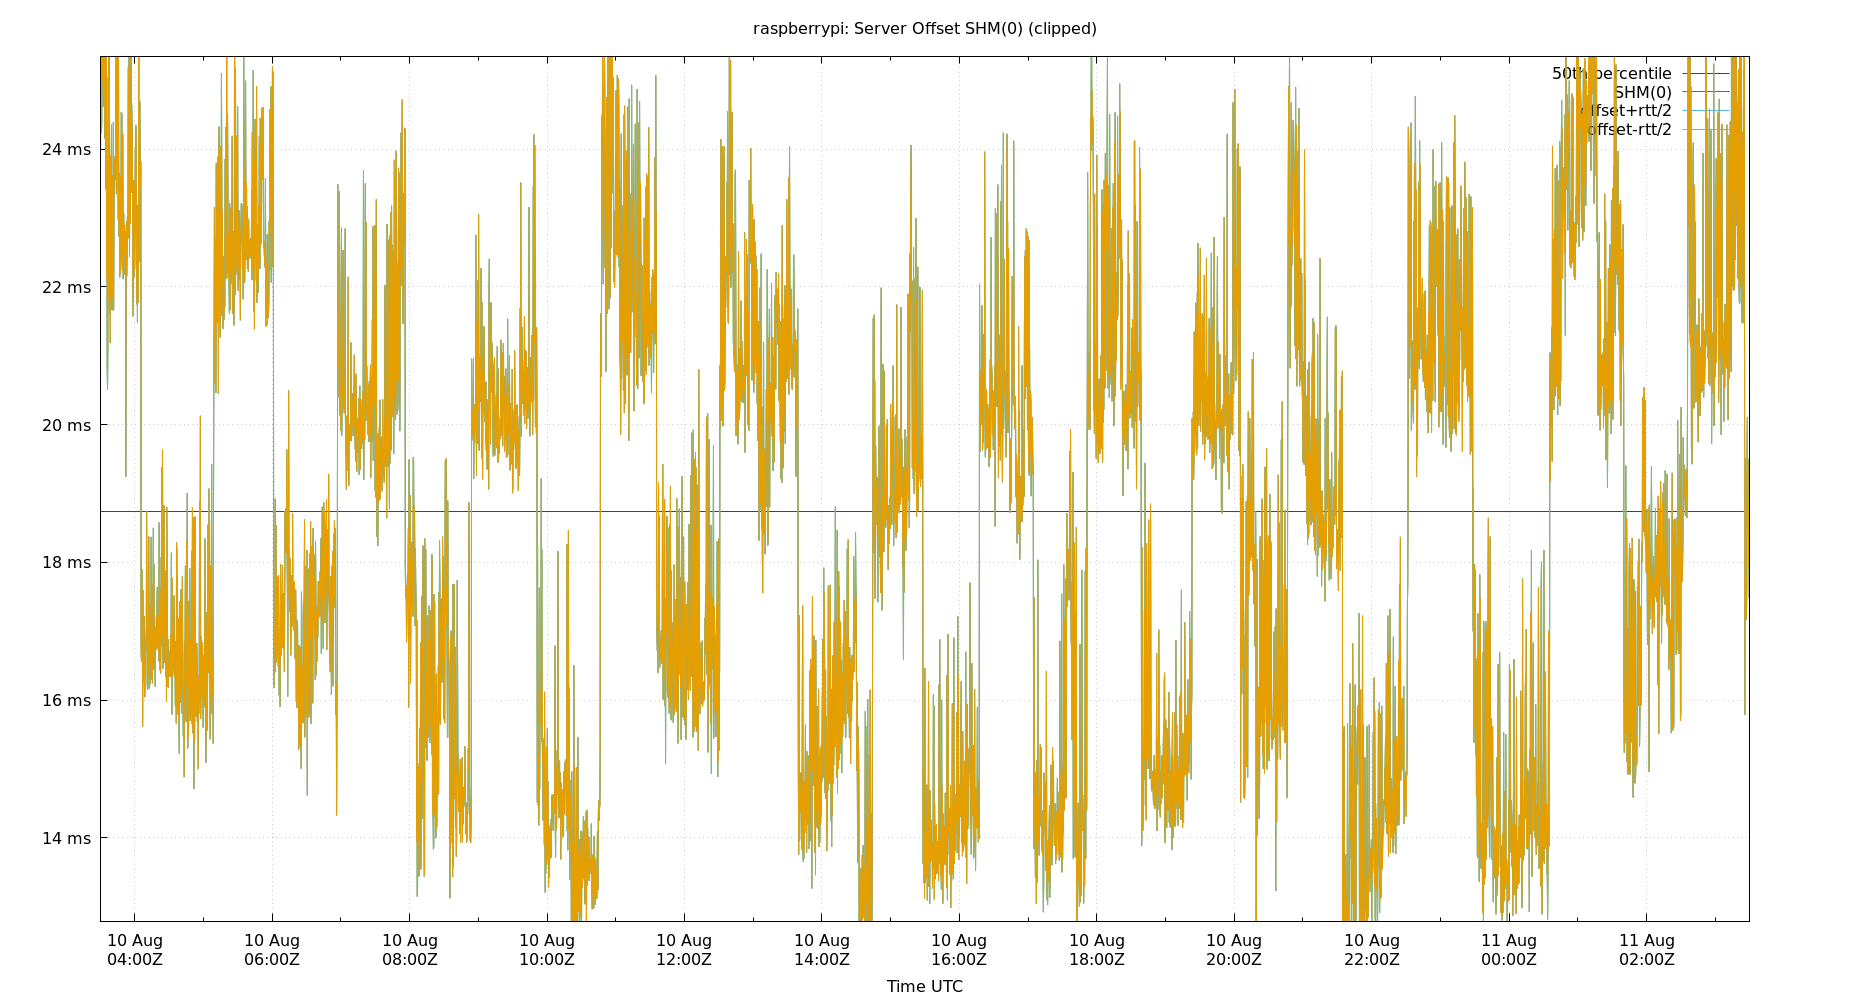 raspberrypi: Server Offset SHM(0) (clipped)
50th percentile
SHM(0)
offset+rtt/2
offset-rtt/2
24 ms
22 ms
20 ms
18 ms
16 ms
14 ms
10 Aug 10 Aug 10 Aug 10 Aug 10 Aug 10 Aug 10 Aug 10 Aug 10 Aug 10 Aug 11 Aug 11 Aug
04:00Z 06:00Z 08:00Z 10:00Z 12:00Z 14:00Z 16:00Z 18:00Z 20:00Z 22:00Z 00:00Z 02:00Z
Time UTC